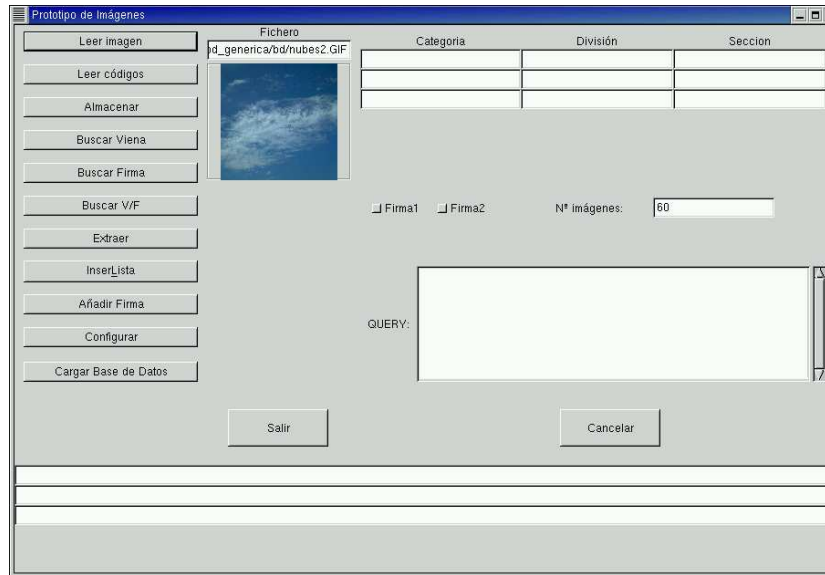 Prototipo de Imágenes
Leer imagen
Leer códigos
Almacenar
Buscar Viena
Buscar Firma
Buscar V/F
Extraer
InserLista
Añadir Firma
Configurar
Cargar Base de Datos
Fichero
bd_generica/bd/nubes2.GIF
Categoria División Seccion
Firma1 Firma2 Nº imágenes: 60
QUERY:
Salir Cancelar